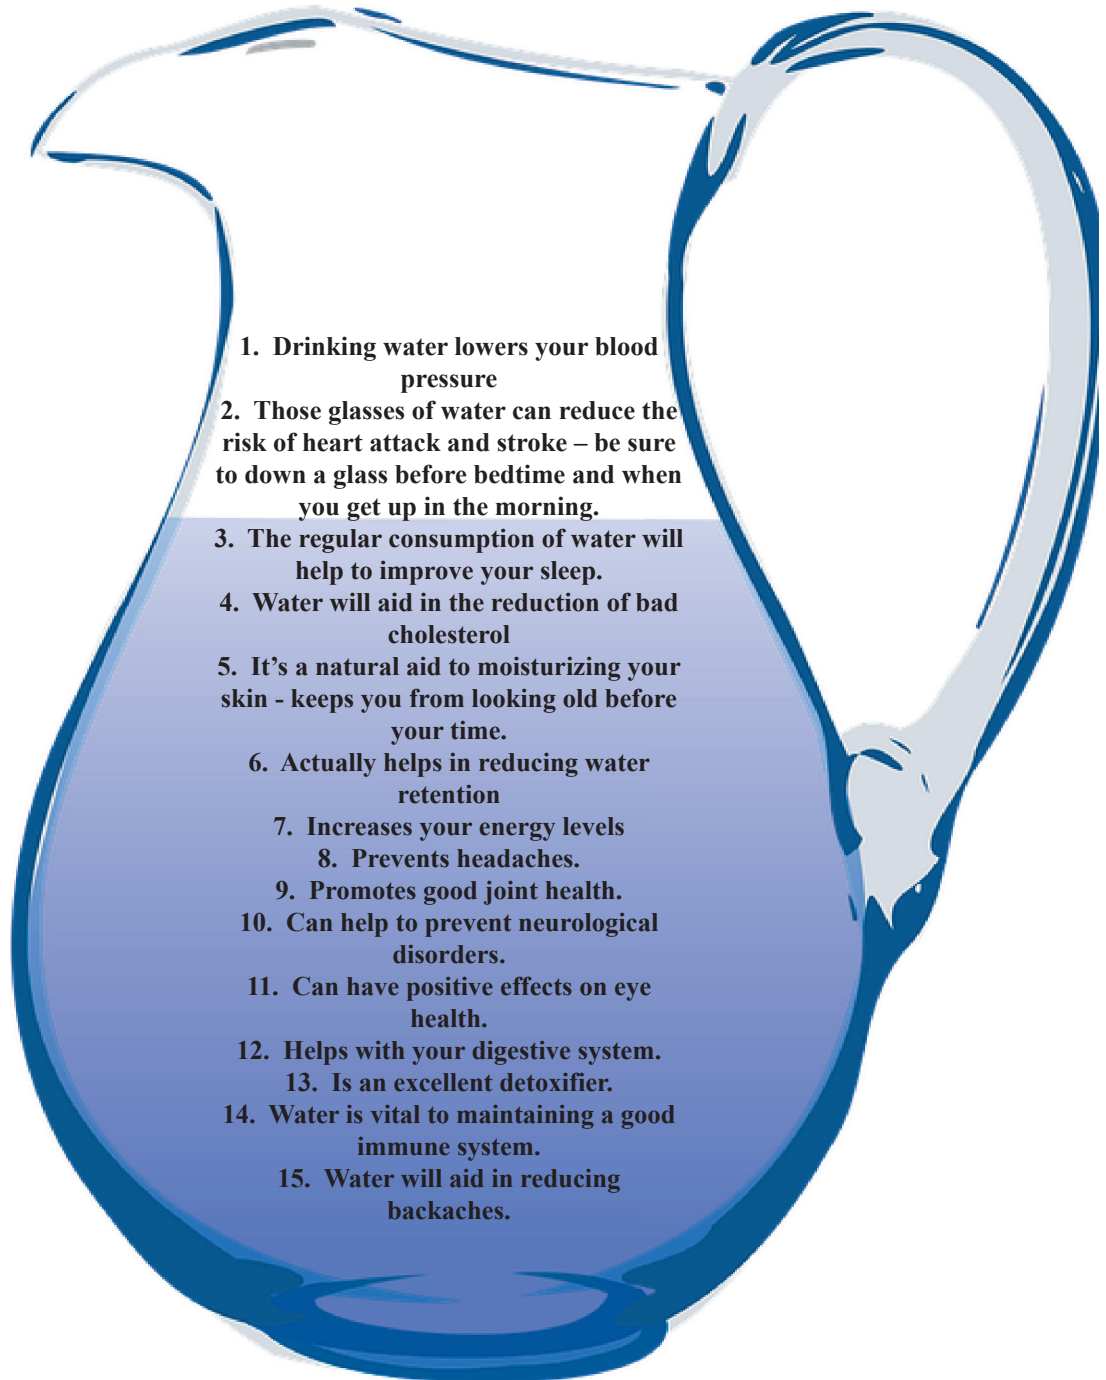 1.  Drinking water lowers your blood
pressure
2.  Those glasses of water can reduce the
risk of heart attack and stroke – be sure
to down a glass before bedtime and when
you get up in the morning.
3.  The regular consumption of water will
help to improve your sleep.
4.  Water will aid in the reduction of bad
cholesterol
5.  It’s a natural aid to moisturizing your
skin - keeps you from looking old before
your time.
6.  Actually helps in reducing water
retention
7.  Increases your energy levels
8.  Prevents headaches.
9.  Promotes good joint health.
10.  Can help to prevent neurological
disorders.
11.  Can have positive effects on eye
health.
12.  Helps with your digestive system.
13.  Is an excellent detoxifier.
14.  Water is vital to maintaining a good
immune system.
15.  Water will aid in reducing
backaches.